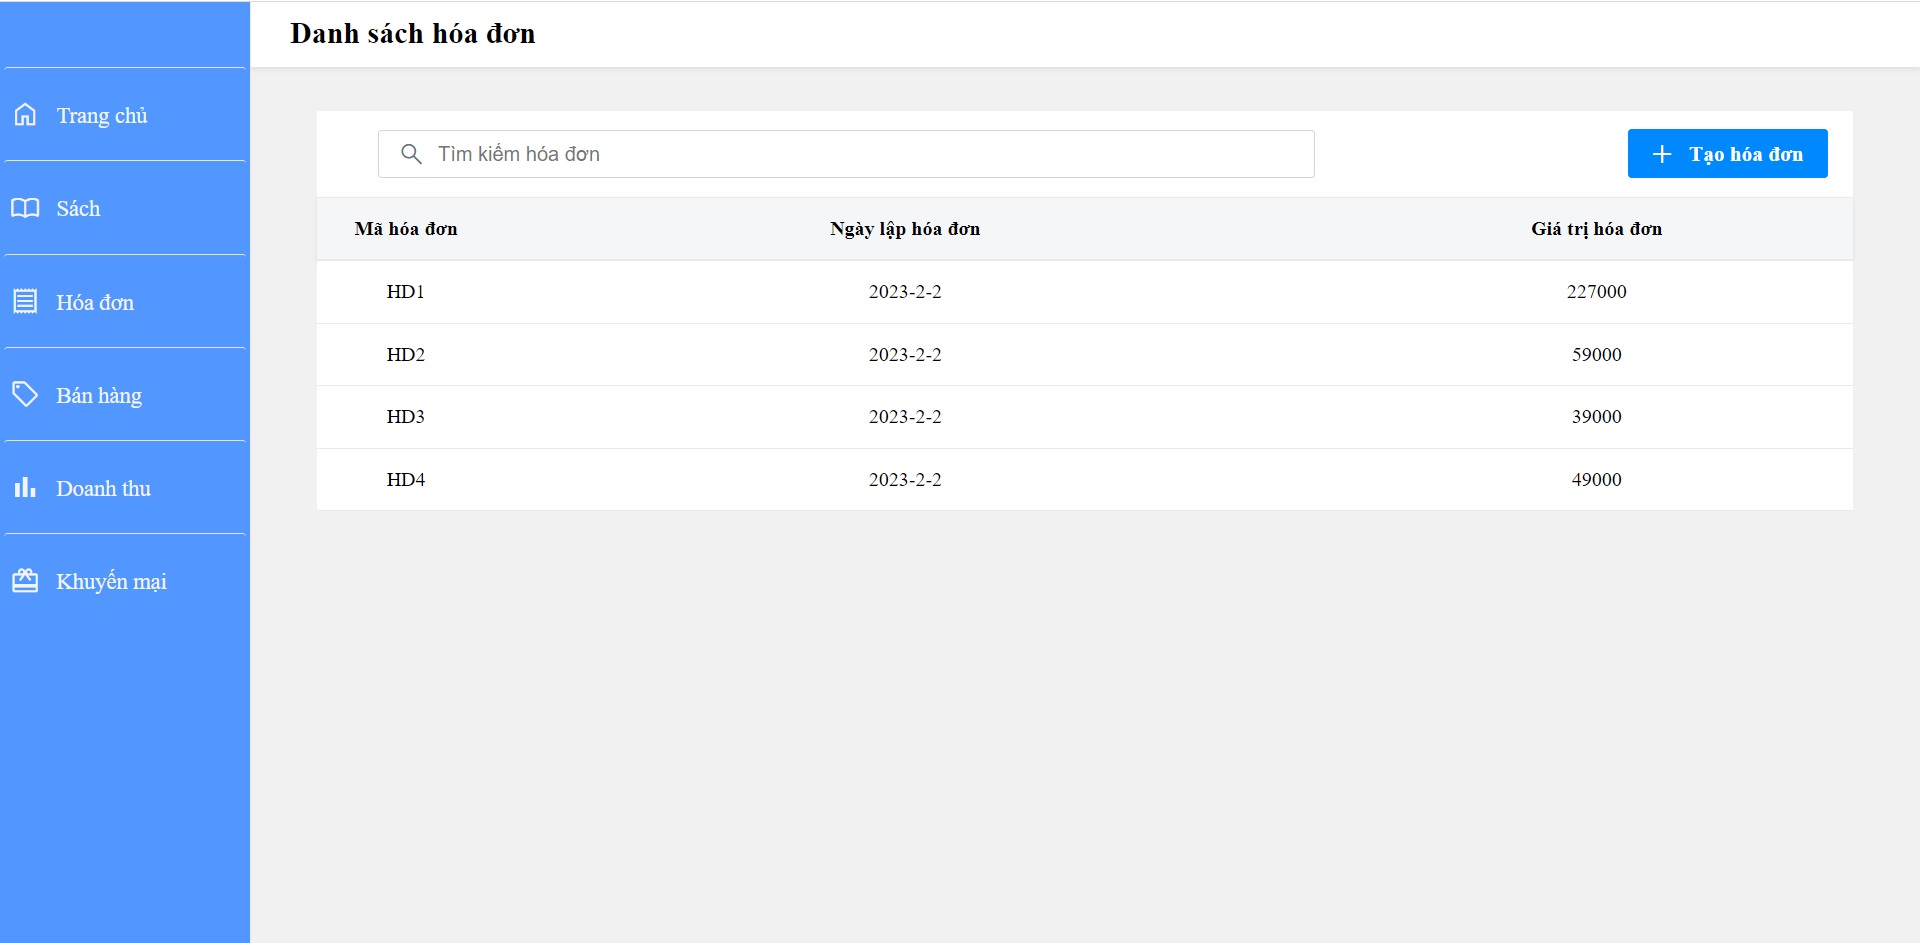 Danh sách hóa đơn
Trang chủ
Sách
Hóa đơn
Bán hàng
Doanh thu
Khuyến mại
Tìm kiếm hóa đơn
Tạo hóa đơn
Mã hóa đơn Ngày lập hóa đơn Giá trị hóa đơn
HD1 2023-2-2 227000
HD2 2023-2-2 59000
HD3 2023-2-2 39000
HD4 2023-2-2 49000